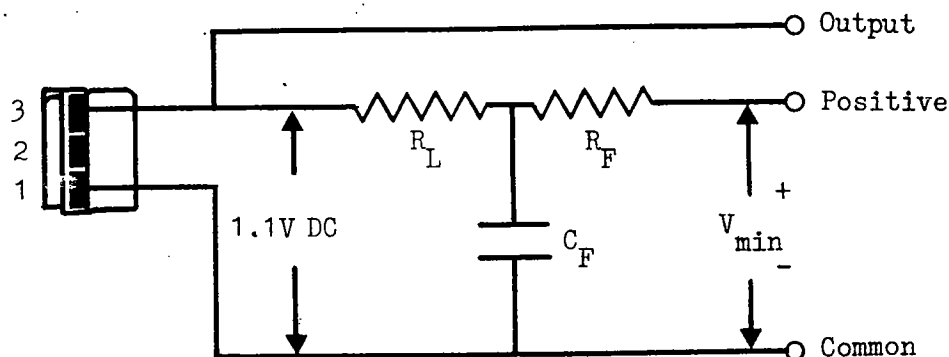 Output
3
Positive
R_L
R_F
2
1
1.1V DC
C_F
+
V_min
-
Common